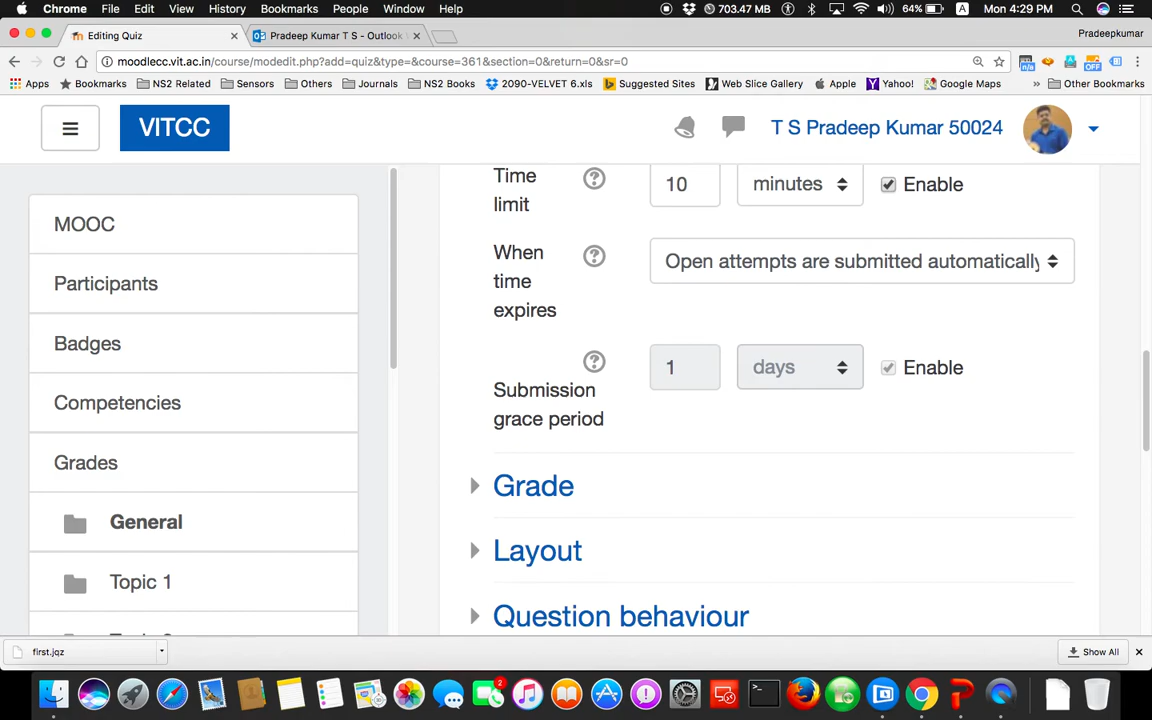 Chrome File Edit View History Bookmarks People Window Help 703.47 MB 64% A Mon 4:29 PM
Editing Quiz Pradeep Kumar T S - Outlook Pradeepkumar
moodlecc.vit.ac.in/course/modedit.php?add=quiz&type=&course=361&section=0&return=0&sr=0
Apps Bookmarks NS2 Related Sensors Others Journals NS2 Books 2090-VELVET 6.xls Suggested Sites Web Slice Gallery Apple Yahoo! Google Maps » Other Bookmarks
VITCC T S Pradeep Kumar 50024
MOOC
Participants
Badges
Competencies
Grades
General
Topic 1
Time limit ? 10 minutes Enable
When time expires ? Open attempts are submitted automatically
Submission grace period ? 1 days Enable
Grade
Layout
Question behaviour
first.jqz Show All
2